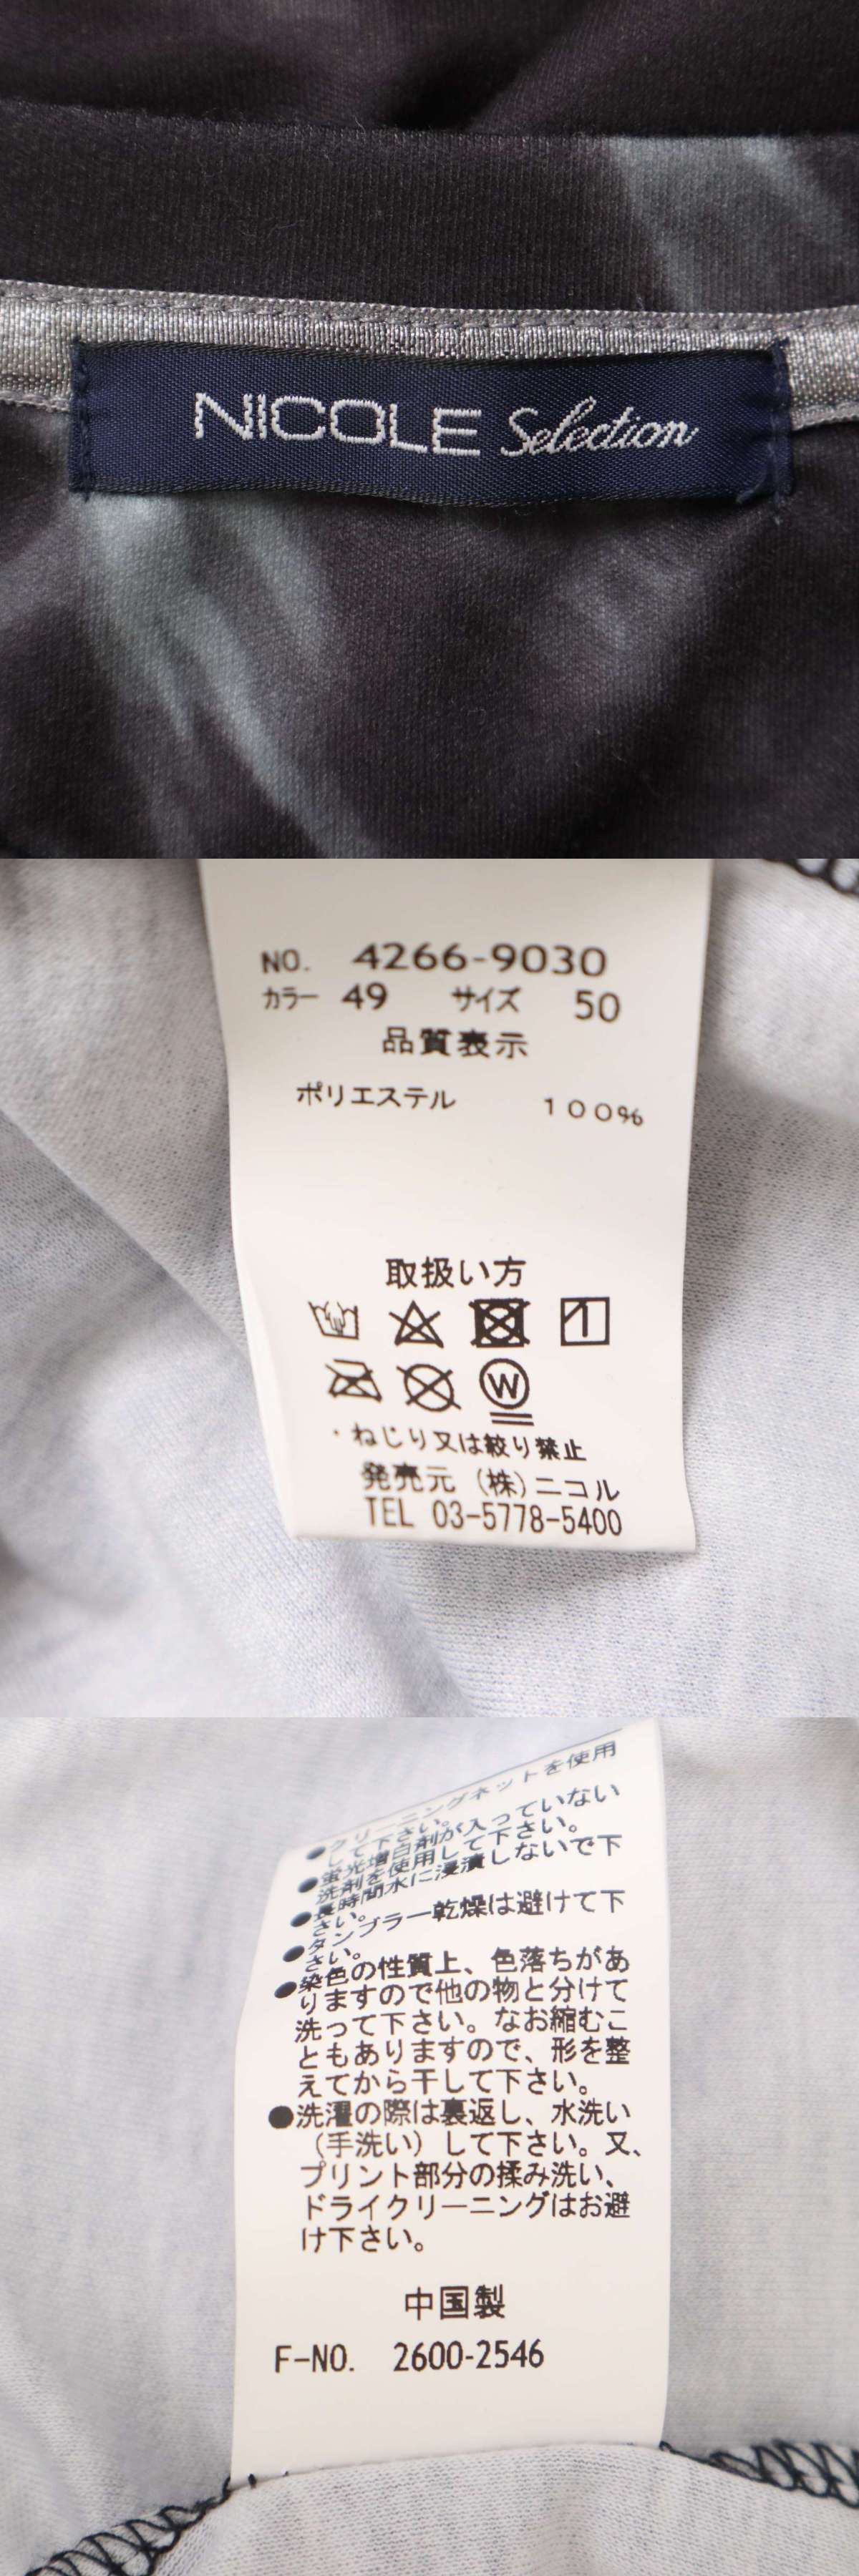 NICOLE Selection
NO. 4266-9030
カラー 49 サイズ 50
品質表示
ポリエステル 100%
取扱い方
W
・ねじり又は絞り禁止
発売元 (株)ニコル
TEL 03-5778-5400
●クリーニングネットを使用
して下さい。
●蛍光増白剤が入っていない
洗剤を使用して下さい。
●長時間水に浸漬しないで下
さい。
●タンブラー乾燥は避けて下
さい。
●染色の性質上、色落ちがあ
りますので他の物と分けて
洗って下さい。なお縮むこ
ともありますので、形を整
えてから干して下さい。
●洗濯の際は裏返し、水洗い
(手洗い)して下さい。又、
プリント部分の揉み洗い、
ドライクリーニングはお避
け下さい。
中国製
F-NO. 2600-2546